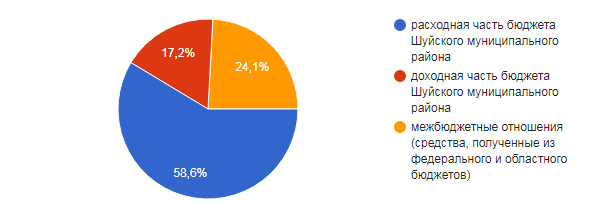 17,2%
24,1%
58,6%
расходная часть бюджета
Шуйского муниципального
района
доходная часть бюджета
Шуйского муниципального
района
межбюджетные отношения
(средства, полученные из
федерального и областного
бюджетов)